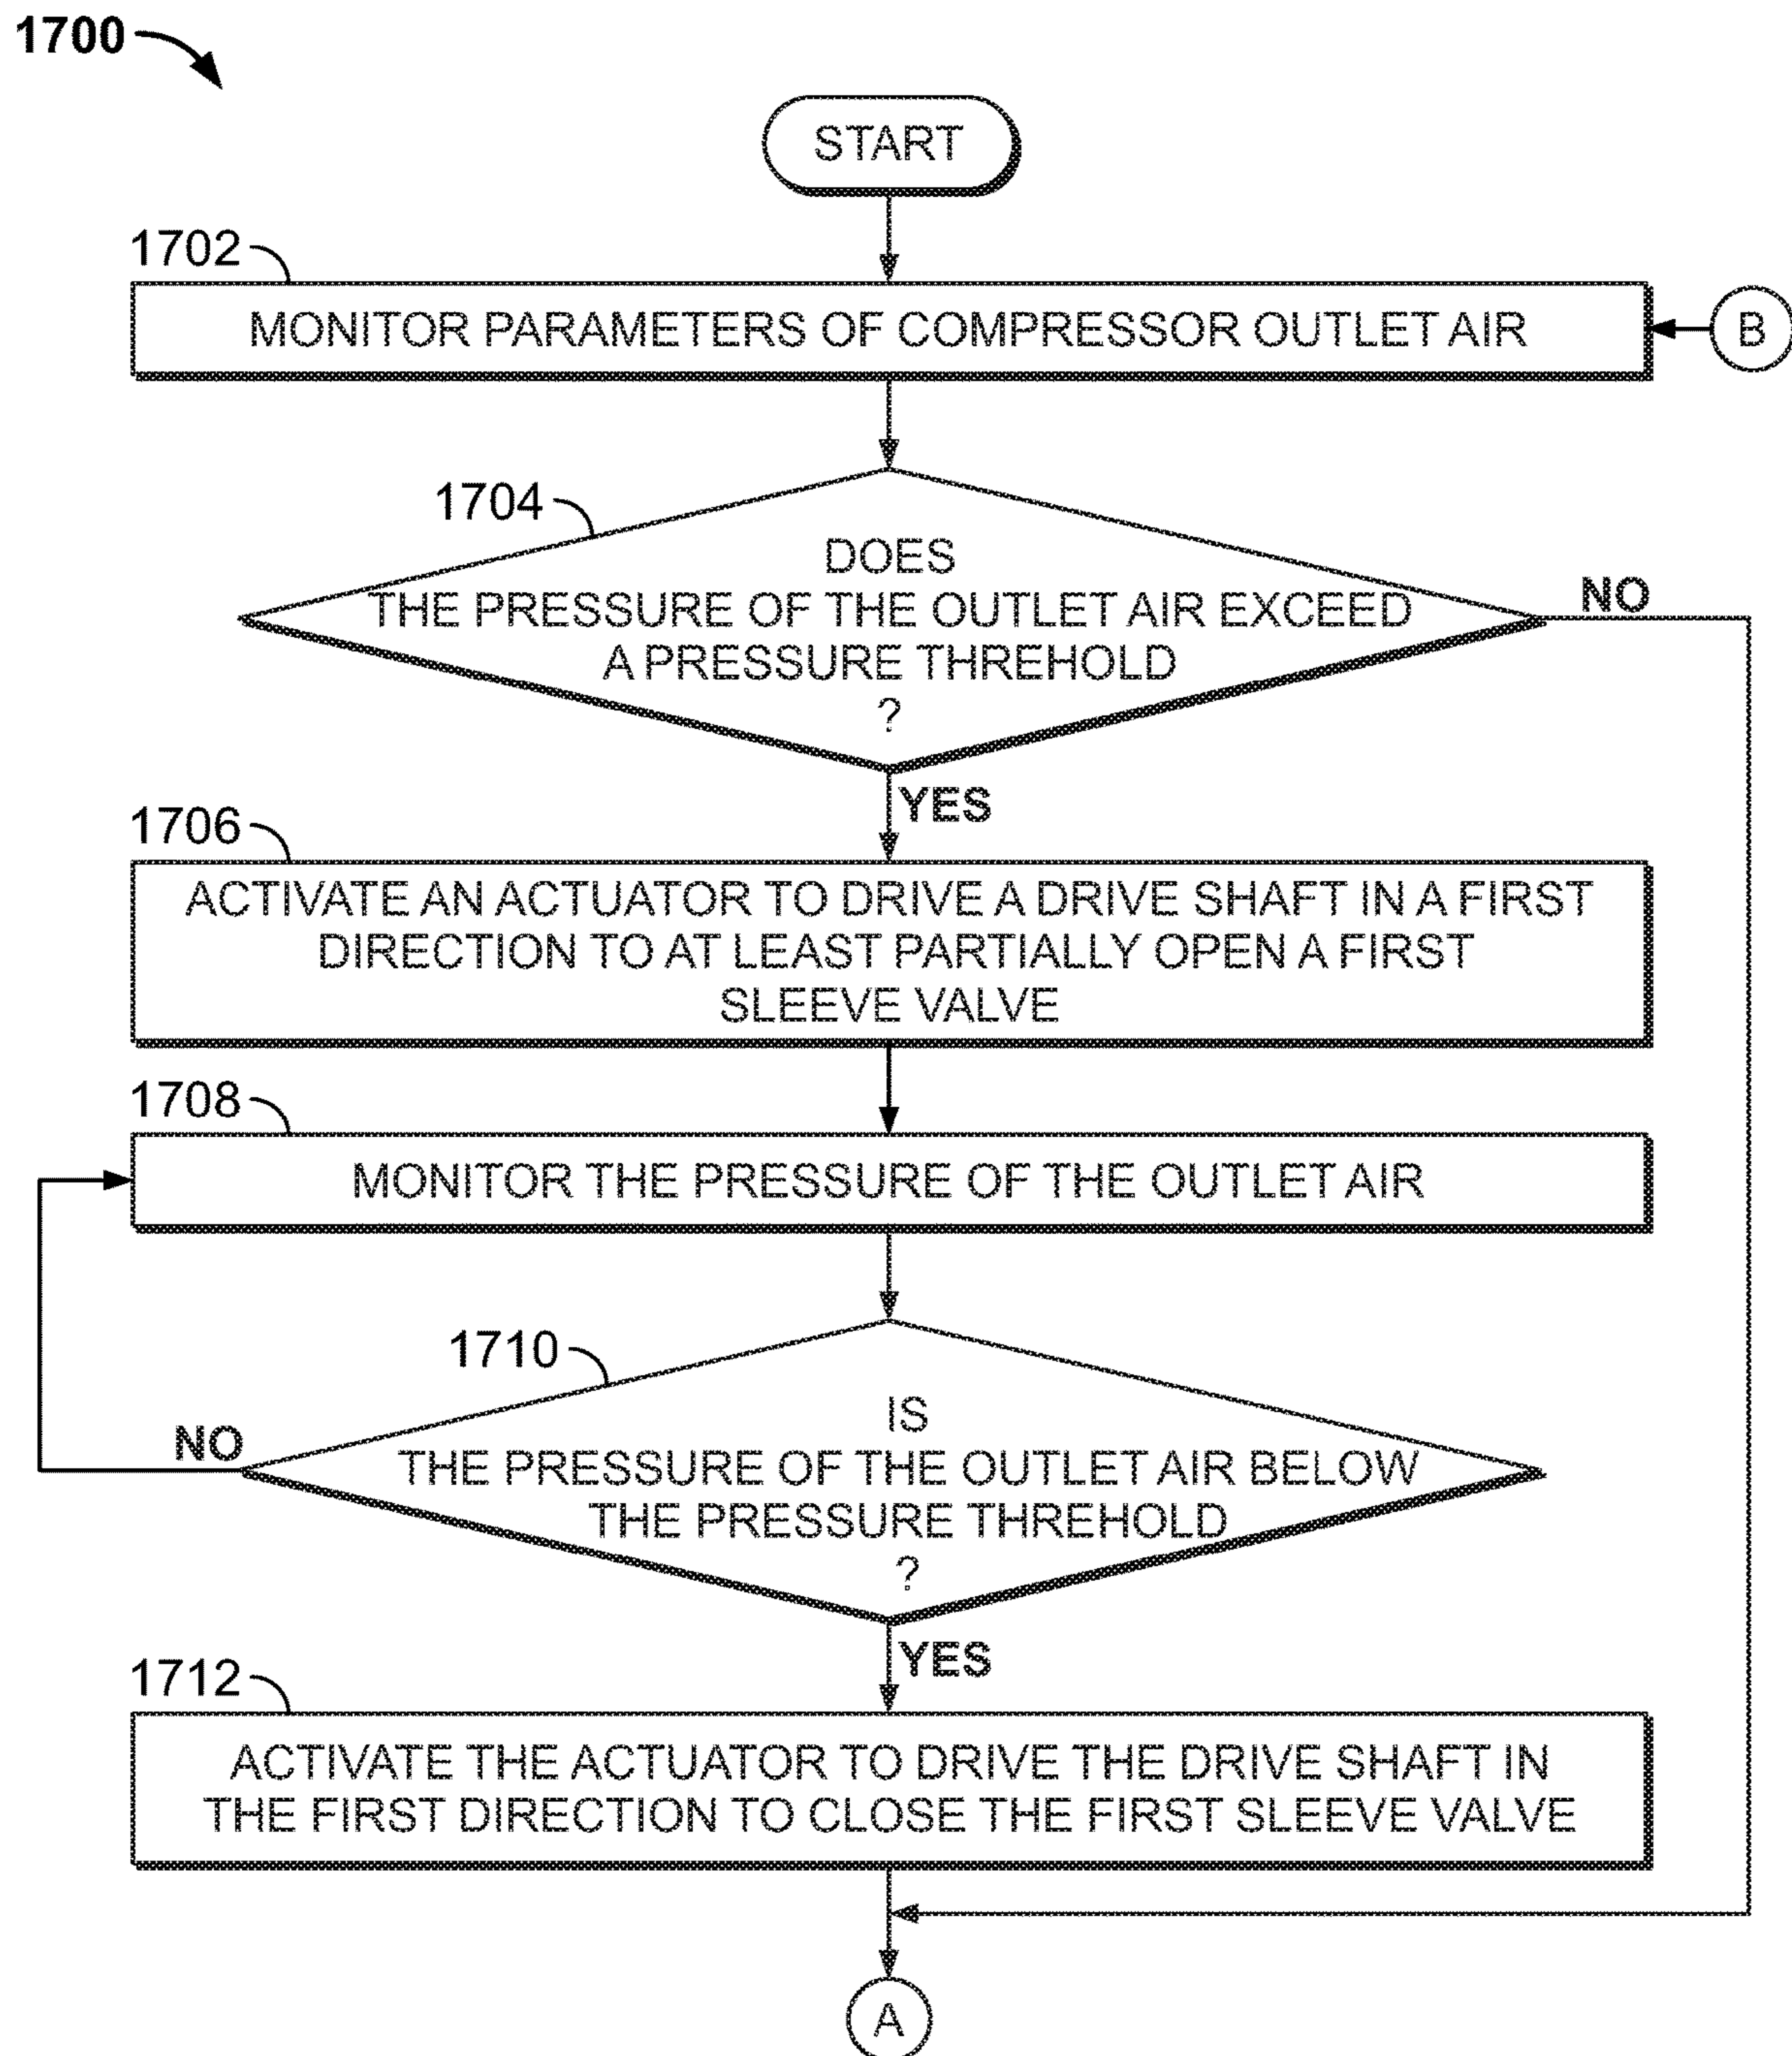 1700
START
1702
MONITOR PARAMETERS OF COMPRESSOR OUTLET AIR
B
1704
DOES
THE PRESSURE OF THE OUTLET AIR EXCEED
A PRESSURE THREHOLD
?
NO
YES
1706
ACTIVATE AN ACTUATOR TO DRIVE A DRIVE SHAFT IN A FIRST
DIRECTION TO AT LEAST PARTIALLY OPEN A FIRST
SLEEVE VALVE
1708
MONITOR THE PRESSURE OF THE OUTLET AIR
1710
IS
THE PRESSURE OF THE OUTLET AIR BELOW
THE PRESSURE THREHOLD
?
NO
YES
1712
ACTIVATE THE ACTUATOR TO DRIVE THE DRIVE SHAFT IN
THE FIRST DIRECTION TO CLOSE THE FIRST SLEEVE VALVE
A